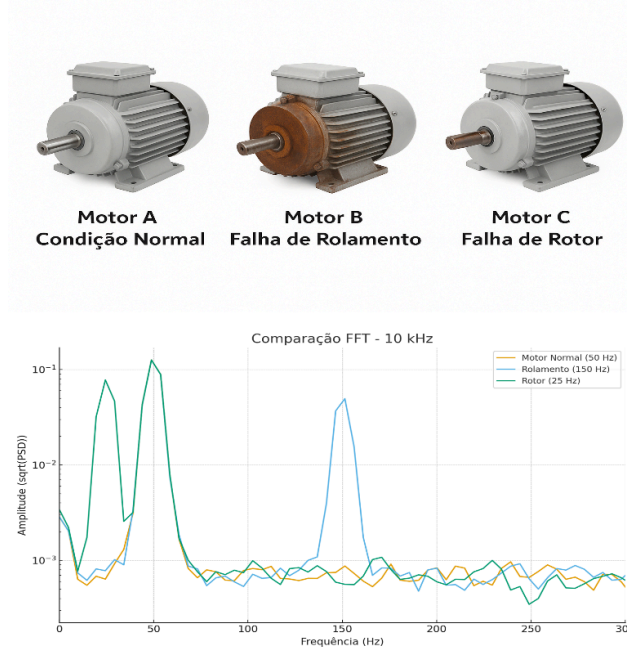 Motor A
Condição Normal
Motor B
Falha de Rolamento
Motor C
Falha de Rotor
Comparação FFT - 10 kHz
Motor Normal (50 Hz)
Rolamento (150 Hz)
Rotor (25 Hz)
Amplitude (sqrt(PSD))
10⁻¹
10⁻²
10⁻³
0
50
100
150
200
250
300
Frequência (Hz)